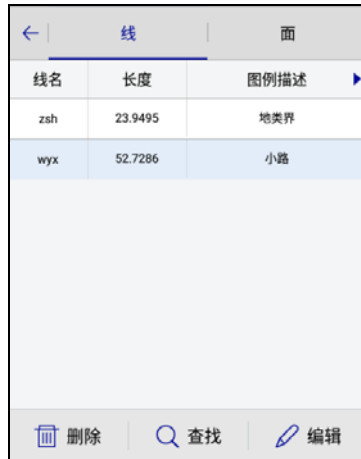 线 面
线名 长度 图例描述
zsh 23.9495 地类界
wyx 52.7286 小路
删除 查找 编辑